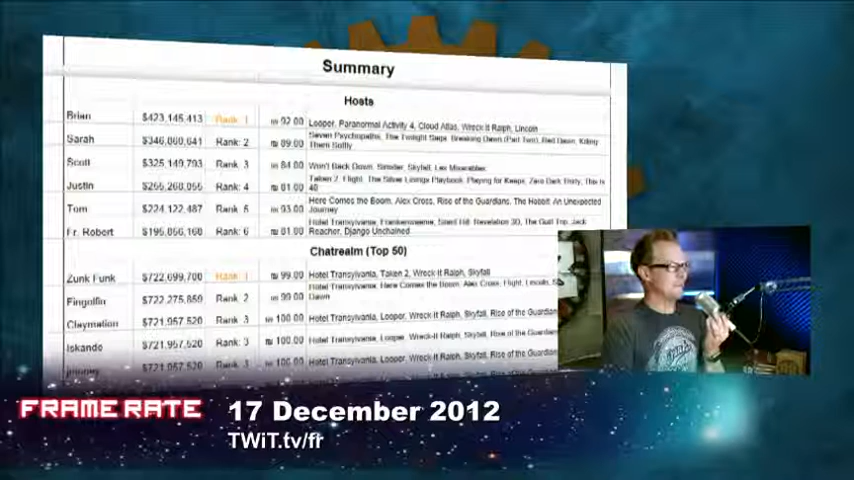 Summary
Hosts
Brian $423,145,413 Rank: 1 92.00 Looper, Paranormal Activity 4, Cloud Atlas, Wreck It Ralph, Lincoln
Sarah Rank: 2 89.00 Seven Psychopaths, The Twilight Saga: Breaking Dawn (Part Two), Red Dawn, Killing
Them Softly
Scott $325,149,793 Rank: 3 84.00 Won't Back Down, Sinister, Skyfall, Les Miserables
Justin Rank: 4 81.00 Taken 2, Flight, The Silver Linings Playbook, Playing for Keeps, Zero Dark Thirty, This is
40
Tom $224,122,487 Rank: 5 93.00 Here Comes the Boom, Alex Cross, Rise of the Guardians, The Hobbit: An Unexpected
Journey
Fr. Robert Rank: 6 81.00 Hotel Transylvania, Frankenweenie, Silent Hill: Revelation 3D, The Guilt Trip, Jack
Reacher, Django Unchained
Chatrealm (Top 50)
Zunk Funk $722,699,700 Rank: 1 99.00 Hotel Transylvania, Taken 2, Wreck It Ralph, Skyfall
Fingolfin $722,275,859 Rank: 2 99.00 Hotel Transylvania, Here Comes the Boom, Alex Cross, Flight, Lincoln,
Dawn
Claymation $721,957,520 Rank: 3 100.00 Hotel Transylvania, Looper, Wreck-It Ralph, Skyfall, Rise of the Guardian
Iskando $721,957,520 Rank: 3 100.00 Hotel Transylvania, Looper, Wreck-It Ralph, Skyfall, Rise of the Guardian
$721,957,520 Rank: 3 100.00 Hotel Transylvania, Looper, Wreck-It Ralph, Skyfall, Rise of the Guardian
FRAME RATE
17 December 2012
TWiT.tv/fr